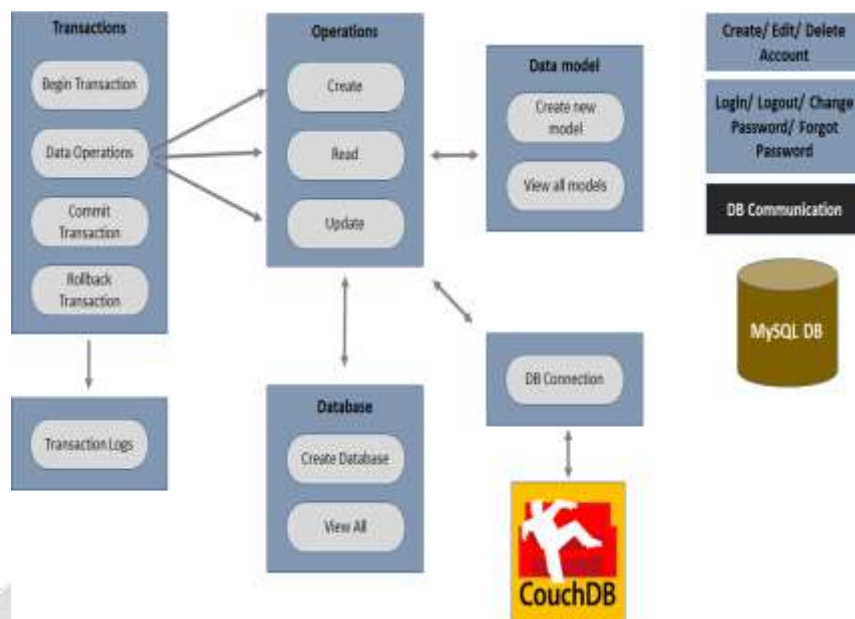 Transactions
Begin Transaction
Data Operations
Commit
Transaction
Rollback
Transaction
Transaction Logs
Operations
Create
Read
Update
Database
Create Database
View All
Data model
Create new
model
View all models
DB Connection
CouchDB
Create/ Edit/ Delete
Account
Login/ Logout/ Change
Password/ Forgot
Password
DB Communication
MySQL DB